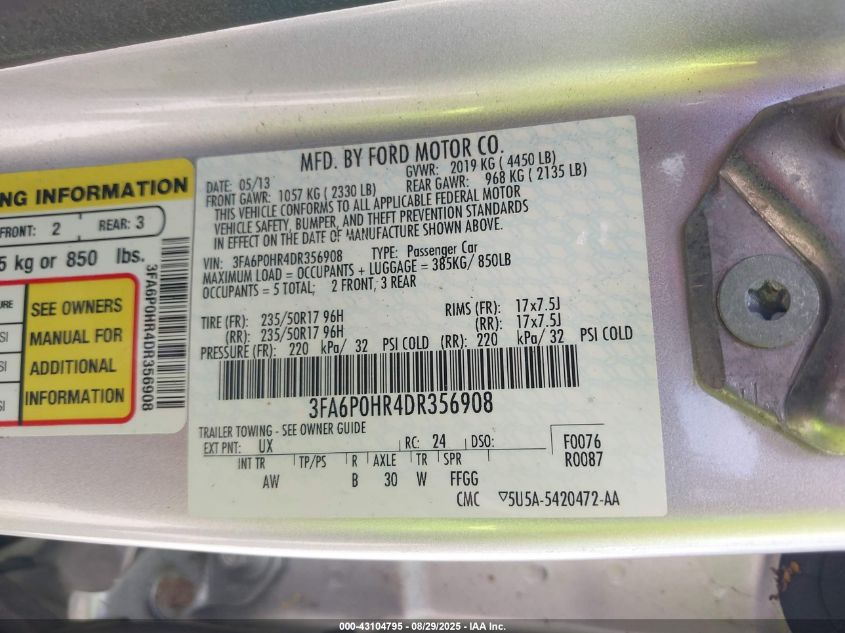 NG INFORMATION
FRONT: 2 REAR: 3
5 kg or 850 lbs.
SEE OWNERS
MANUAL FOR
ADDITIONAL
INFORMATION
3FA6P0HR4DR356908
MFD. BY FORD MOTOR CO.
DATE: 05/13 GVWR: 2019 KG ( 4450 LB)
FRONT GAWR: 1057 KG ( 2330 LB) REAR GAWR: 968 KG ( 2135 LB)
THIS VEHICLE CONFORMS TO ALL APPLICABLE FEDERAL MOTOR
VEHICLE SAFETY, BUMPER, AND THEFT PREVENTION STANDARDS
IN EFFECT ON THE DATE OF MANUFACTURE SHOWN ABOVE.
VIN: 3FA6P0HR4DR356908 TYPE: Passenger Car
MAXIMUM LOAD = OCCUPANTS + LUGGAGE = 385KG/ 850LB
OCCUPANTS = 5 TOTAL; 2 FRONT, 3 REAR
TIRE (FR): 235/50R17 96H RIMS (FR): 17x7.5J
(RR): 235/50R17 96H (RR): 17x7.5J
PRESSURE (FR): 220 kPa/ 32 PSI COLD (RR): 220 kPa/ 32 PSI COLD
3FA6P0HR4DR356908
TRAILER TOWING - SEE OWNER GUIDE
EXT PNT: UX RC: 24 DSO: F0076
INT TR TP/PS R AXLE TR SPR R0087
AW B 30 W FFGG
CMC ▽5U5A-5420472-AA
000-43104795 - 08/29/2025 - IAA Inc.